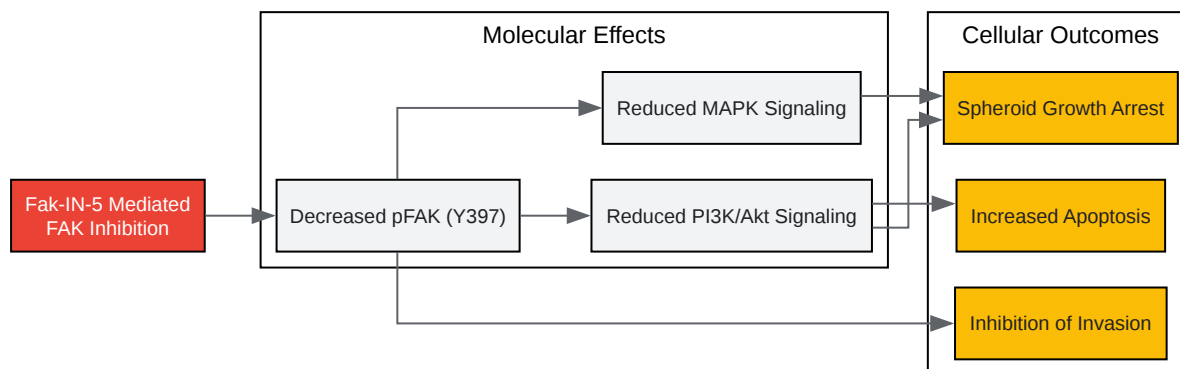 Molecular Effects
Cellular Outcomes
Reduced MAPK Signaling
Spheroid Growth Arrest
Fak-IN-5 Mediated
FAK Inhibition
Decreased pFAK (Y397)
Reduced PI3K/Akt Signaling
Increased Apoptosis
Inhibition of Invasion